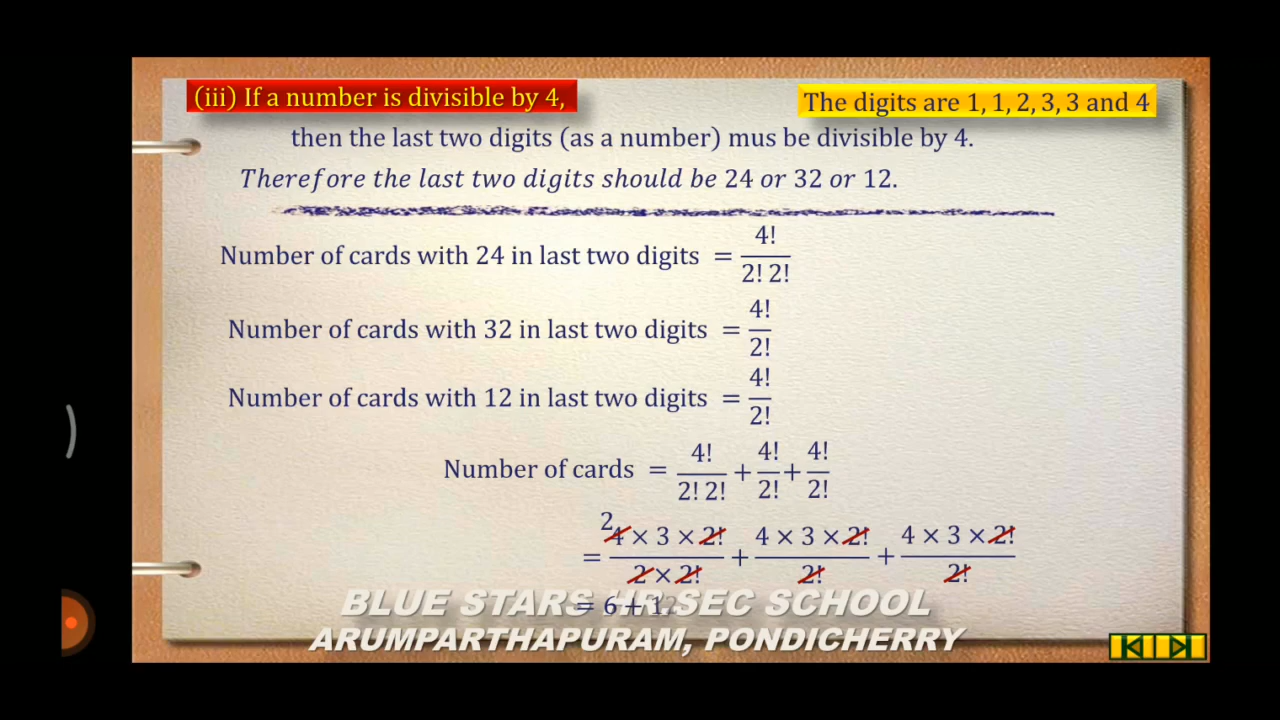 (iii) If a number is divisible by 4,
The digits are 1, 1, 2, 3, 3 and 4
then the last two digits (as a number) mus be divisible by 4.
Therefore the last two digits should be 24 or 32 or 12.
Number of cards with 24 in last two digits = 4! / 2! 2!
Number of cards with 32 in last two digits = 4! / 2!
Number of cards with 12 in last two digits = 4! / 2!
Number of cards = 4! / 2! 2! + 4! / 2! + 4! / 2!
2
= 4 × 3 × 2! / 2 × 2! + 4 × 3 × 2! / 2! + 4 × 3 × 2! / 2!
= 6 + 12
BLUE STARS HR SEC SCHOOL
ARUMPARTHAPURAM, PONDICHERRY